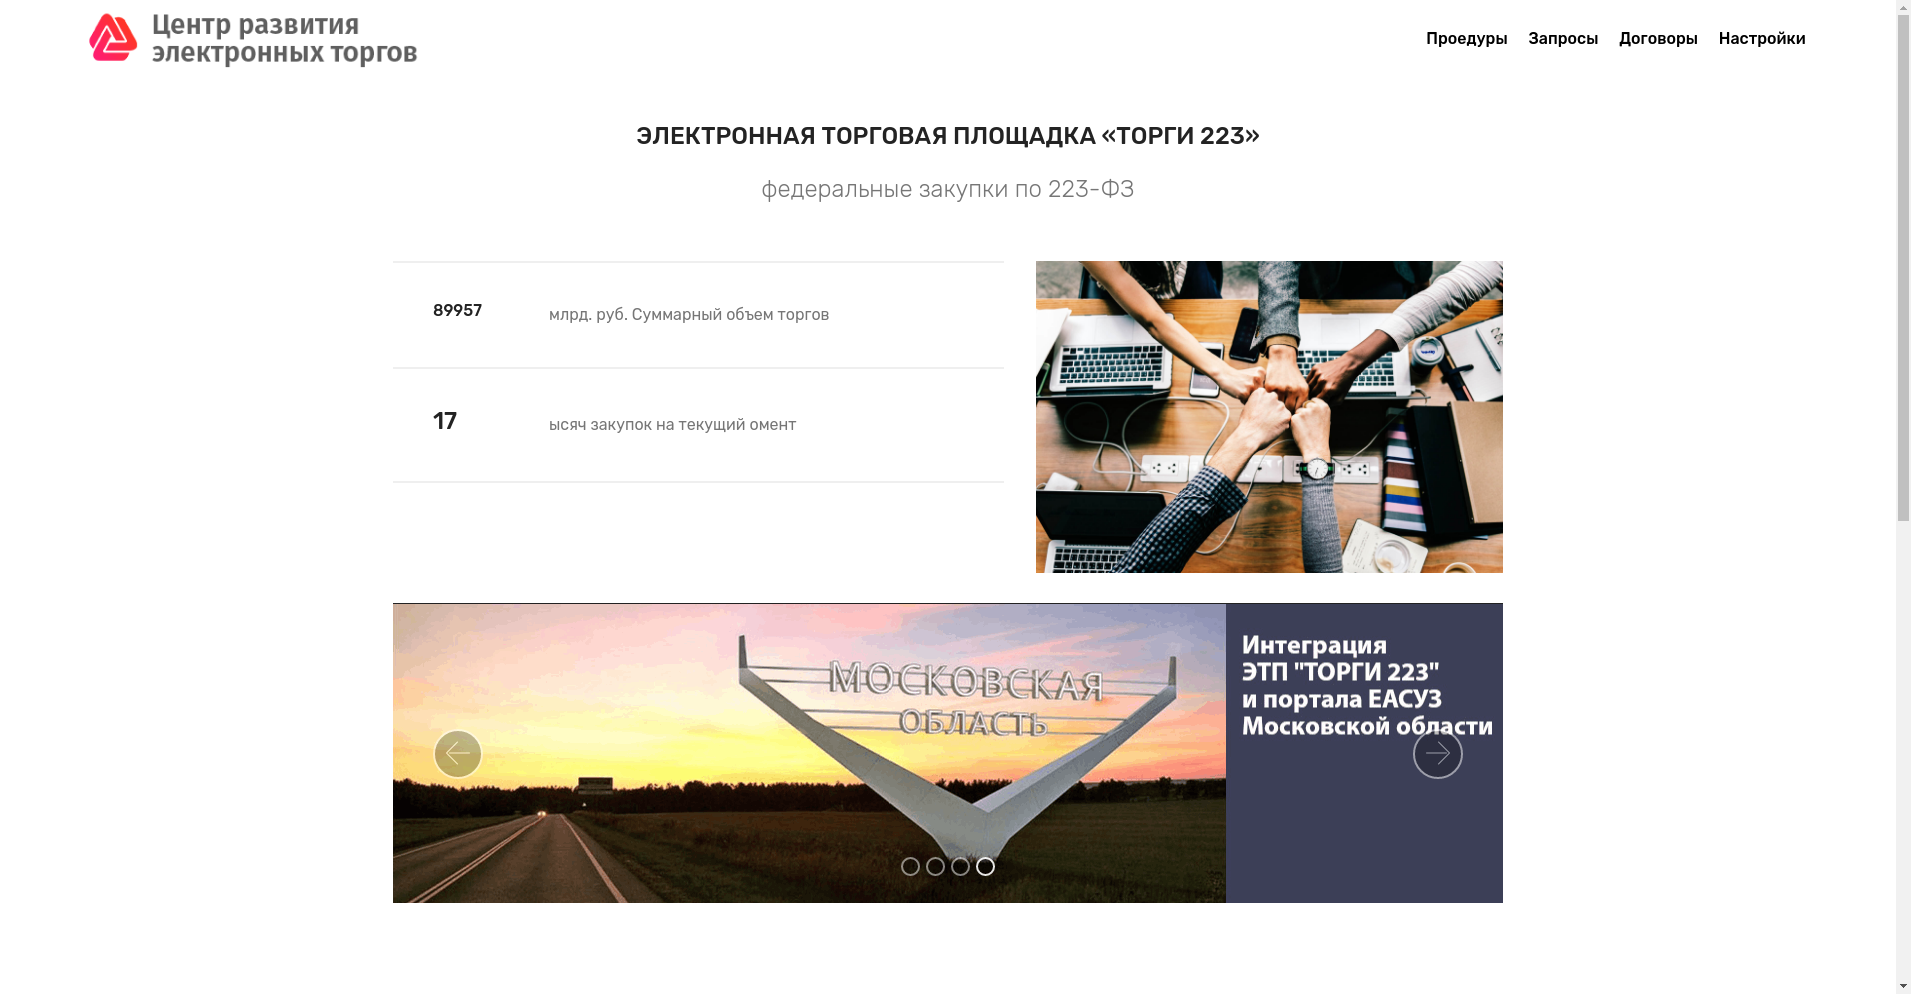 Центр развития
электронных торгов
Проедуры Запросы Договоры Настройки
ЭЛЕКТРОННАЯ ТОРГОВАЯ ПЛОЩАДКА «ТОРГИ 223»
федеральные закупки по 223-ФЗ
89957 млрд. руб. Суммарный объем торгов
17 ысяч закупок на текущий омент
МОСКОВСКАЯ
ОБЛАСТЬ
Интеграция
ЭТП "ТОРГИ 223"
и портала ЕАСУЗ
Московской области